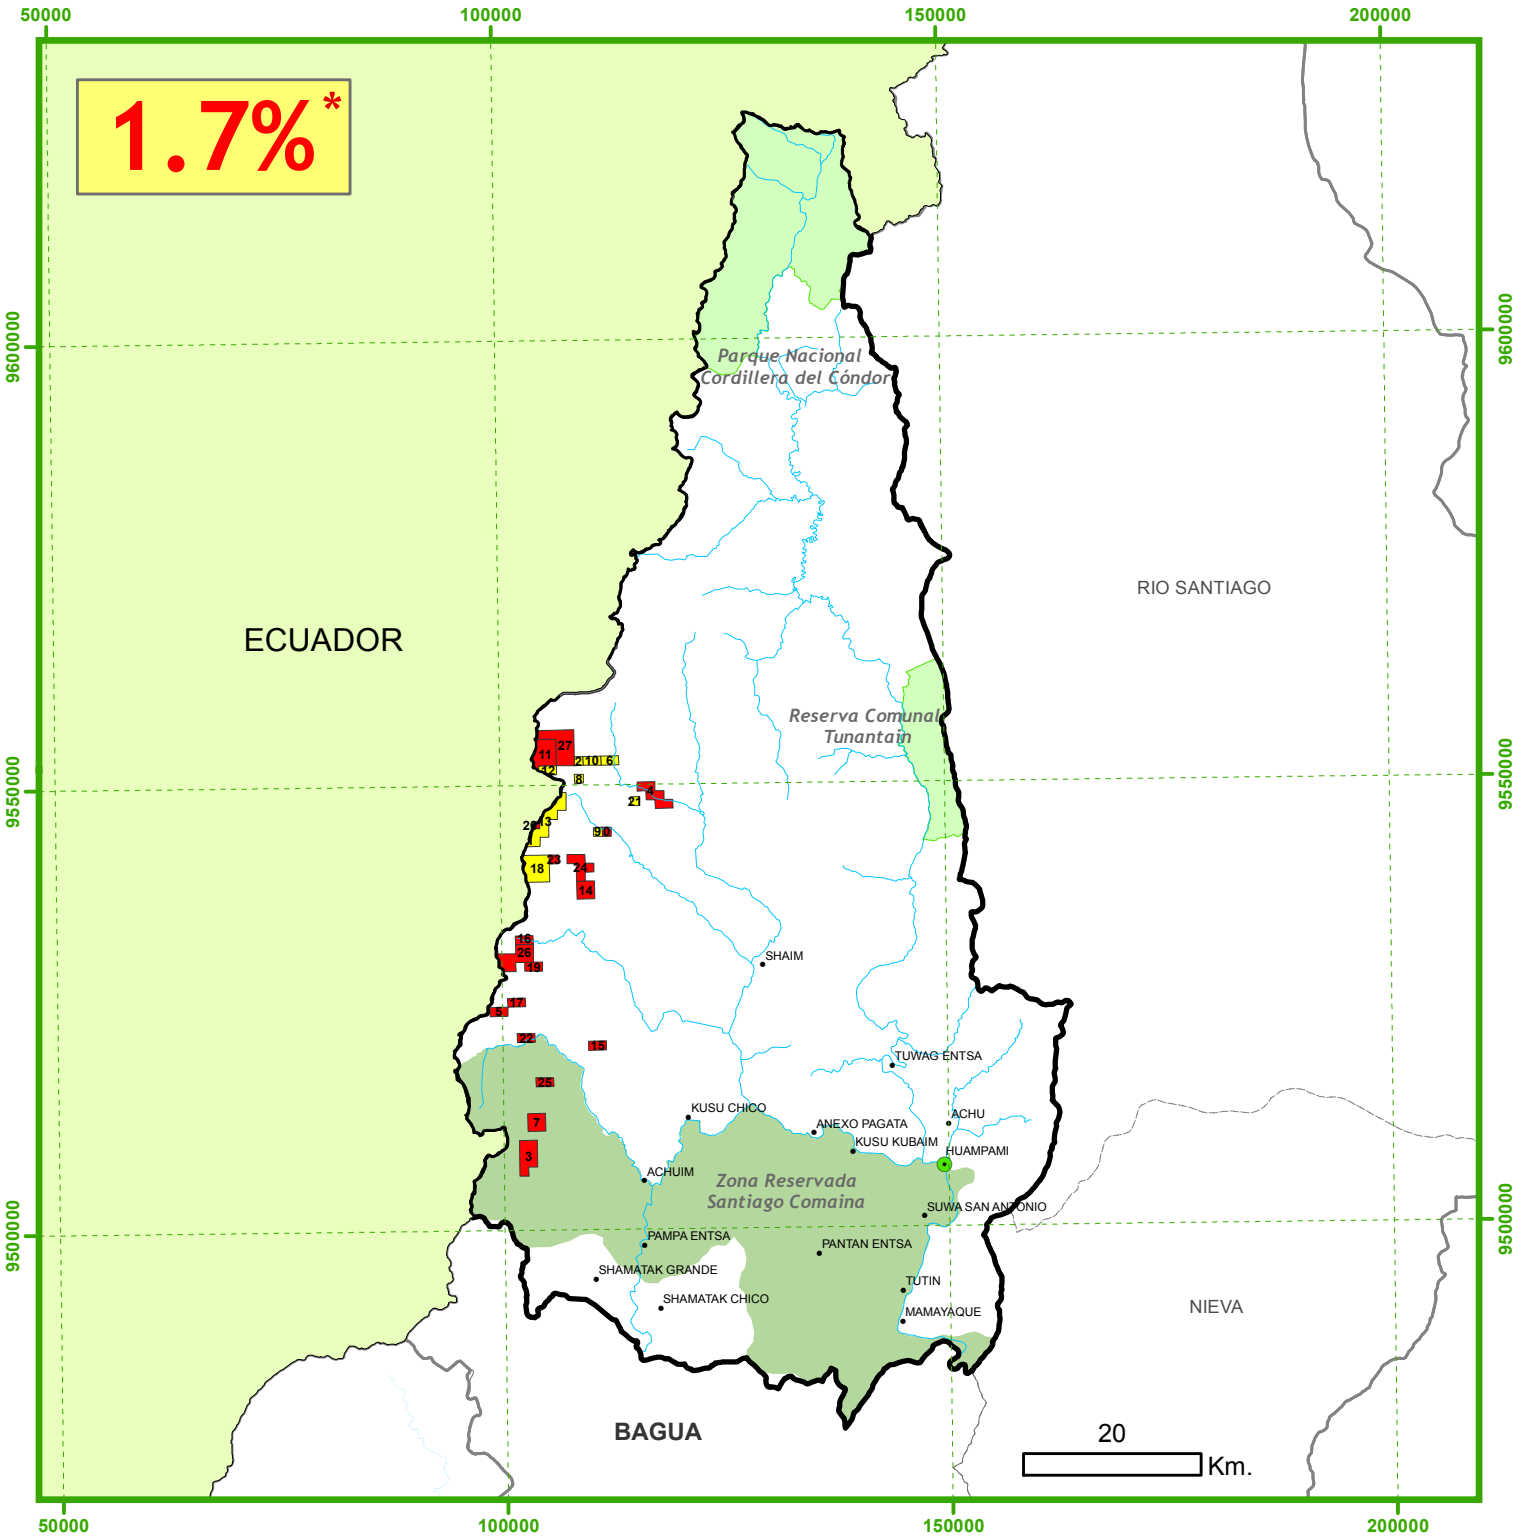 50000
100000
150000
200000
1.7%*
9600000
9600000
Parque Nacional
Cordillera del Cóndor
RIO SANTIAGO
ECUADOR
Reserva Comunal
Tunantain
27
11
2
10
6
12
8
4
21
9550000
9550000
13
9
23
24
18
14
16
26
19
SHAIM
17
5
22
15
TUWAG ENTSA
25
KUSU CHICO
ACHU
7
ANEXO PAGATA
KUSU KUBAIM
3
HUAMPAMI
ACHUIM
Zona Reservada
Santiago Comaina
SUWA SAN ANTONIO
9500000
9500000
PAMPA ENTSA
PANTAN ENTSA
SHAMATAK GRANDE
TUTIN
SHAMATAK CHICO
MAMAYAQUE
NIEVA
BAGUA
20
Km.
50000
100000
150000
200000